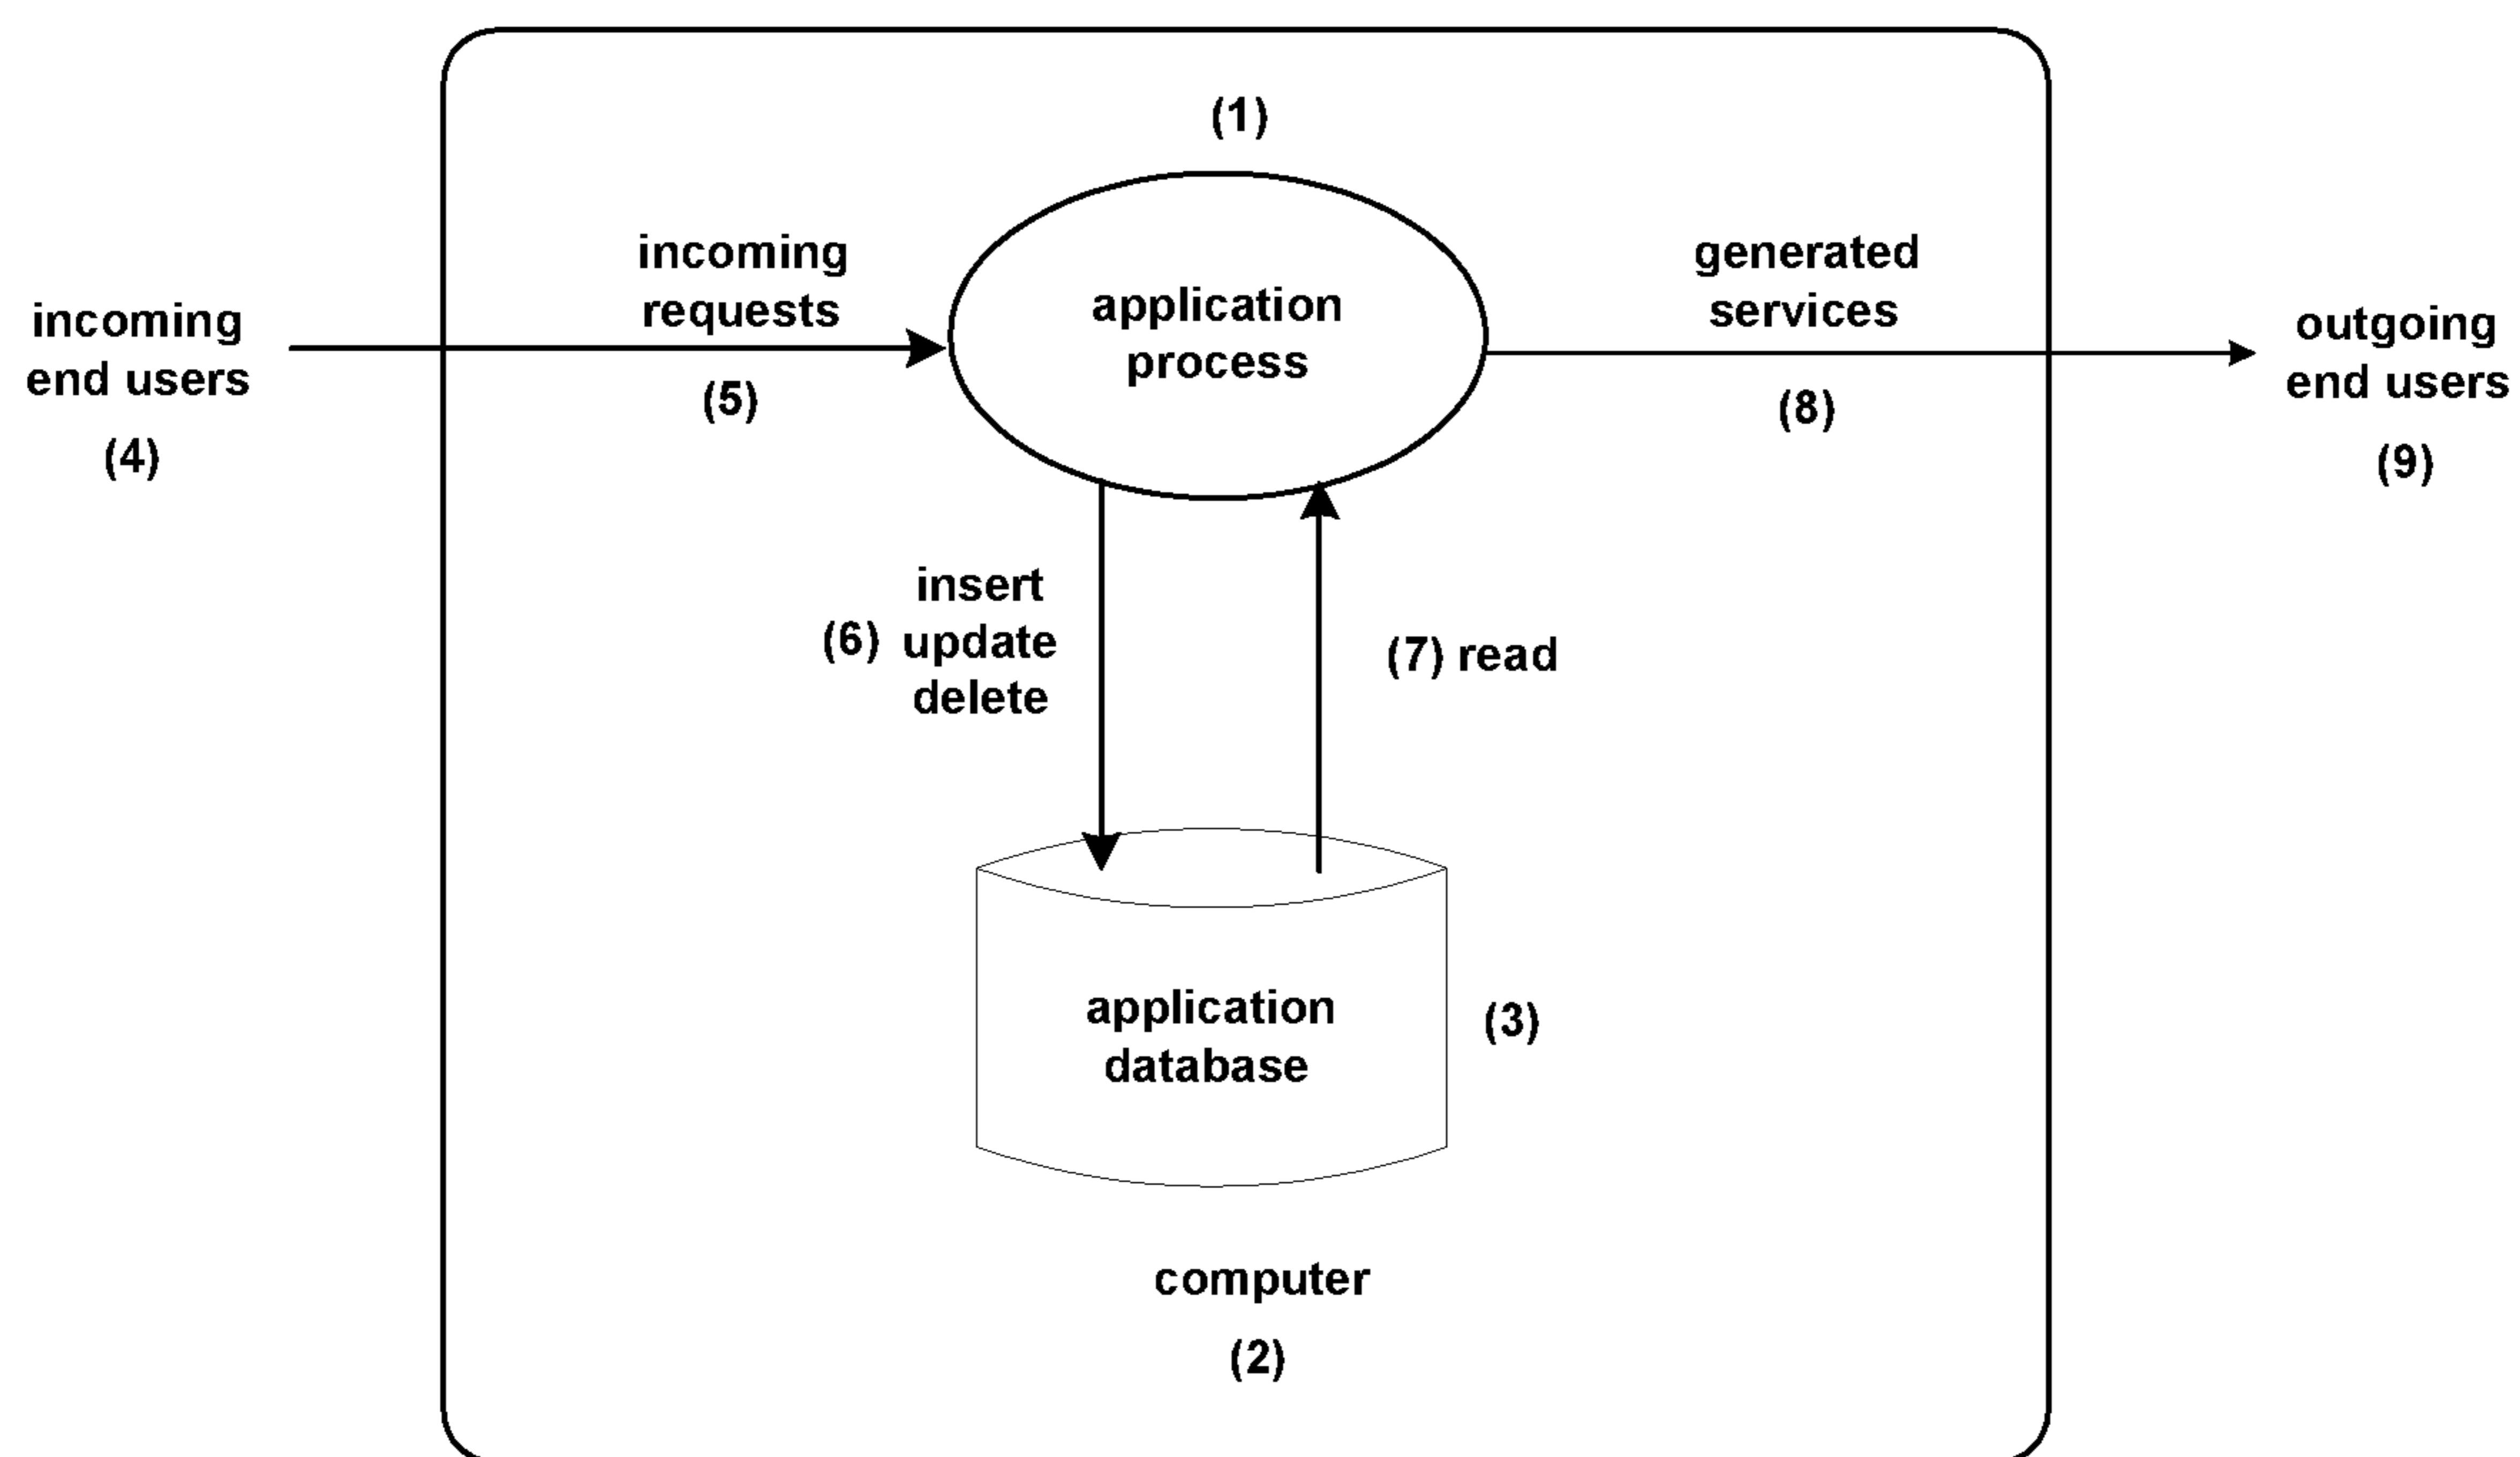 (1)
incoming
requests
(5)
incoming
end users
(4)
application
process
generated
services
(8)
outgoing
end users
(9)
insert
(6) update
delete
(7) read
application
database
(3)
computer
(2)